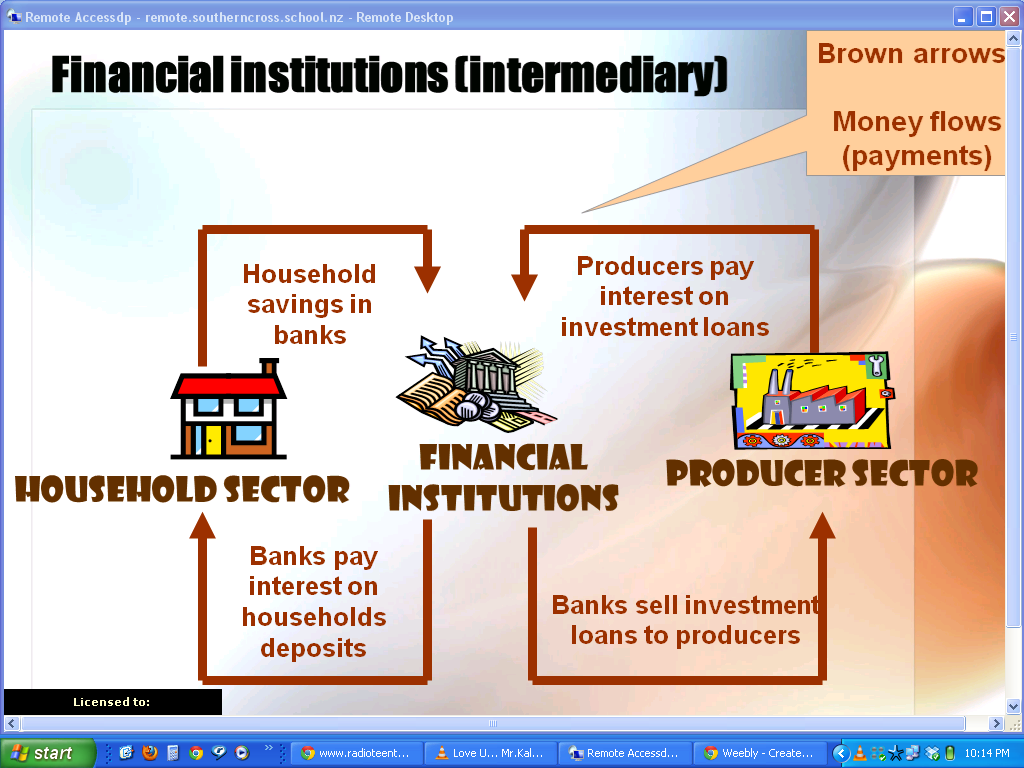 Remote Accessdp - remote.southerncross.school.nz - Remote Desktop
Financial institutions (intermediary)
Brown arrows
Money flows
(payments)
Household
savings in
banks
Producers pay
interest on
investment loans
HOUSEHOLD SECTOR
FINANCIAL
INSTITUTIONS
PRODUCER SECTOR
Banks pay
interest on
households
deposits
Banks sell investment
loans to producers
Licensed to:
start
www.radioteent...
Love U... Mr.Kal...
Remote Accessd...
Weebly - Create...
10:14 PM